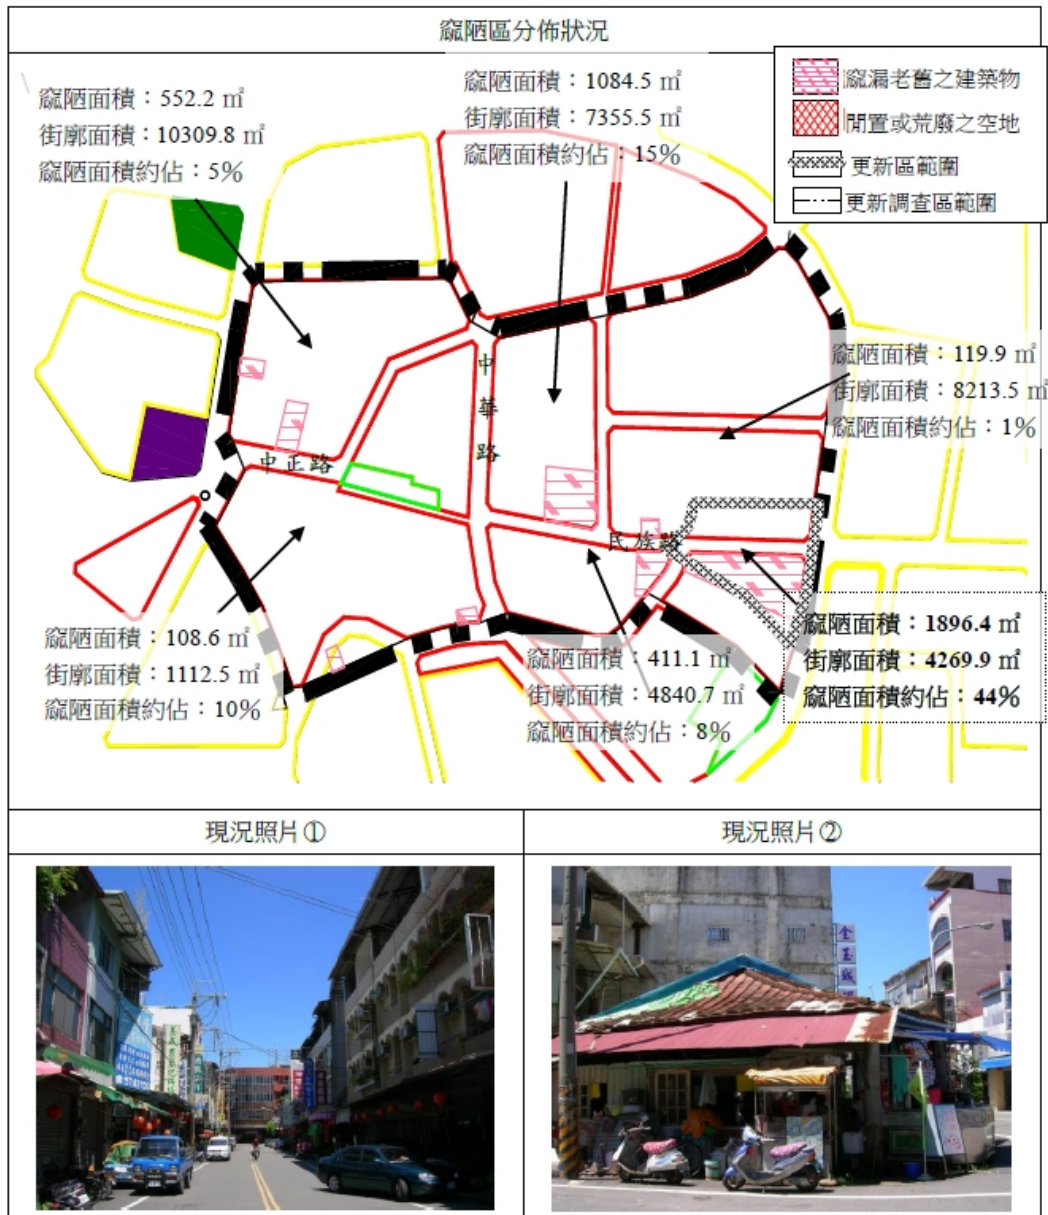 窳陋區分佈狀況
窳陋面積：552.2 ㎡
街廓面積：10309.8 ㎡
窳陋面積約佔：5%
窳陋面積：1084.5 ㎡
街廓面積：7355.5 ㎡
窳陋面積約佔：15%
窳漏老舊之建築物
閒置或荒廢之空地
更新區範圍
更新調查區範圍
窳陋面積：119.9 ㎡
街廓面積：8213.5 ㎡
窳陋面積約佔：1%
中華路
中正路
民族路
窳陋面積：108.6 ㎡
街廓面積：1112.5 ㎡
窳陋面積約佔：10%
窳陋面積：411.1 ㎡
街廓面積：4840.7 ㎡
窳陋面積約佔：8%
窳陋面積：1896.4 ㎡
街廓面積：4269.9 ㎡
窳陋面積約佔：44%
現況照片①
現況照片②
金玉城